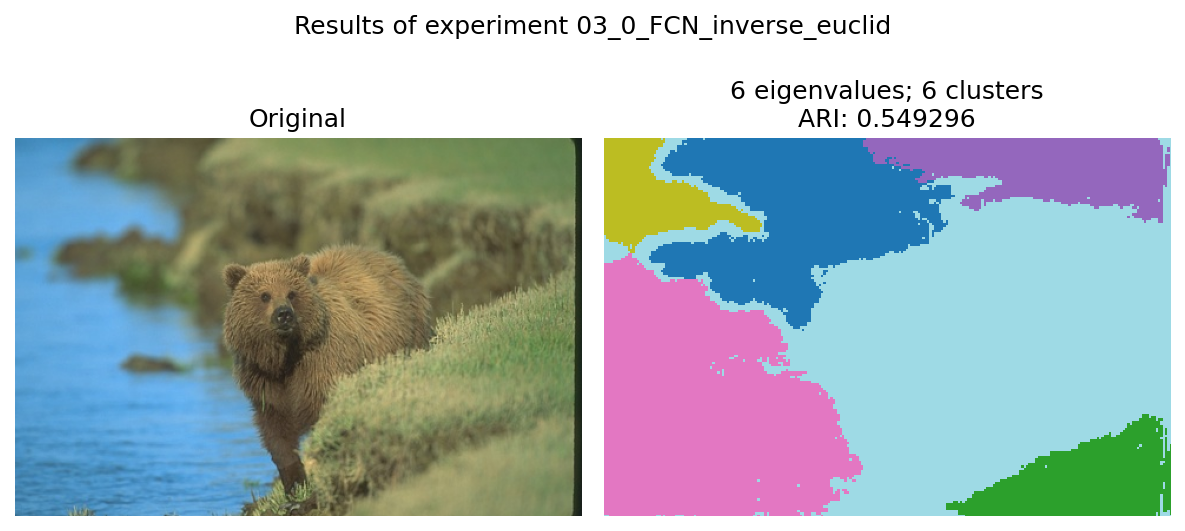 Results of experiment 03_0_FCN_inverse_euclid
Original
6 eigenvalues; 6 clusters
ARI: 0.549296